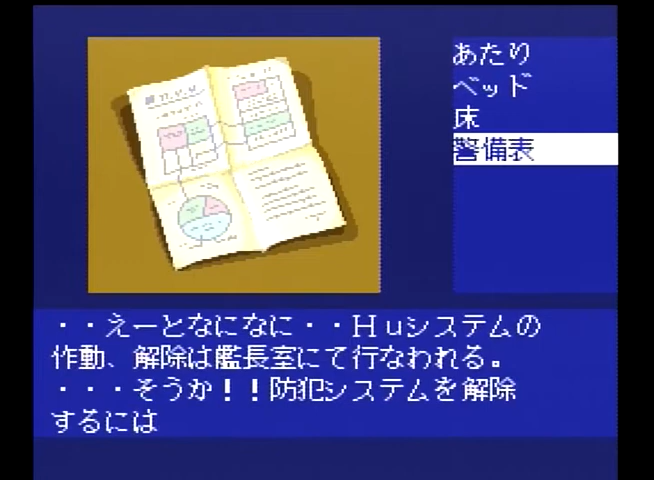 あたり
ベッド
床
警備表
・・えーとなになに・・Ｈｕシステムの
作動、解除は艦長室にて行なわれる。
・・・そうか！！防犯システムを解除
するには